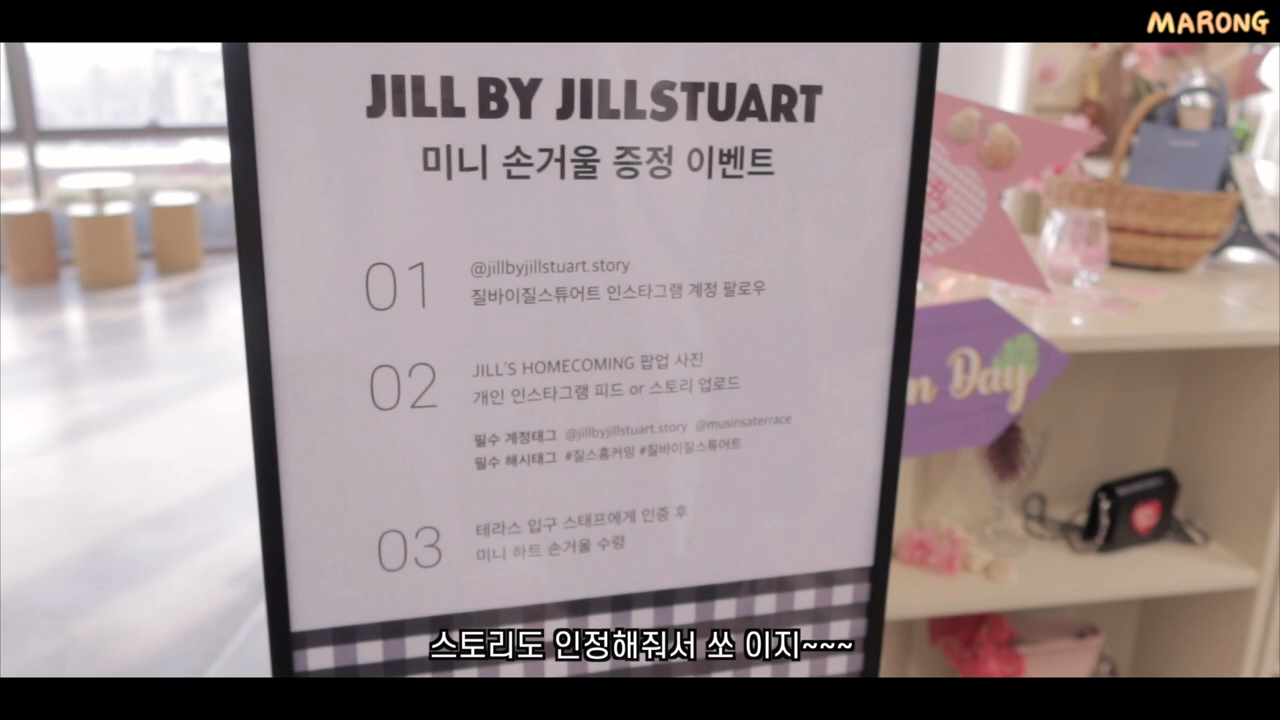 MARONG
JILL BY JILLSTUART
미니 손거울 증정 이벤트
01
@jillbyjillstuart.story
질바이질스튜어트 인스타그램 계정 팔로우
02
JILL'S HOMECOMING 팝업 사진
개인 인스타그램 피드 or 스토리 업로드
필수 계정태그 @jillbyjillstuart.story @musinsaterrace
필수 해시태그 #질스홈커밍 #질바이질스튜어트
03
테라스 입구 스태프에게 인증 후
미니 하트 손거울 수령
n Day
스토리도 인정해줘서 쏘 이지~~~